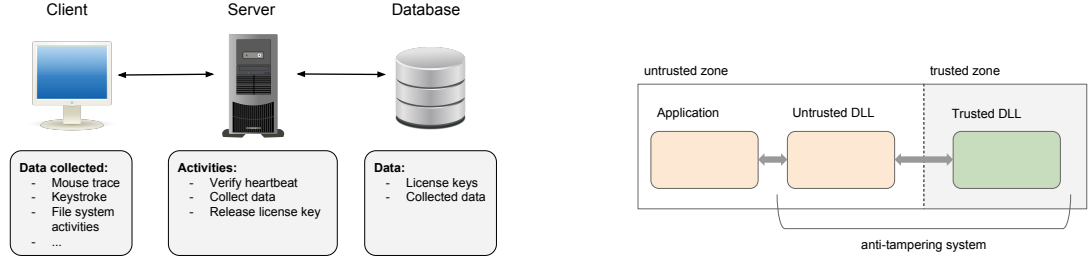 Client
Server
Database
Data collected:
- Mouse trace
- Keystroke
- File system
activities
- ...
Activities:
- Verify heartbeat
- Collect data
- Release license key
Data:
- License keys
- Collected data
untrusted zone
trusted zone
Application
Untrusted DLL
Trusted DLL
anti-tampering system